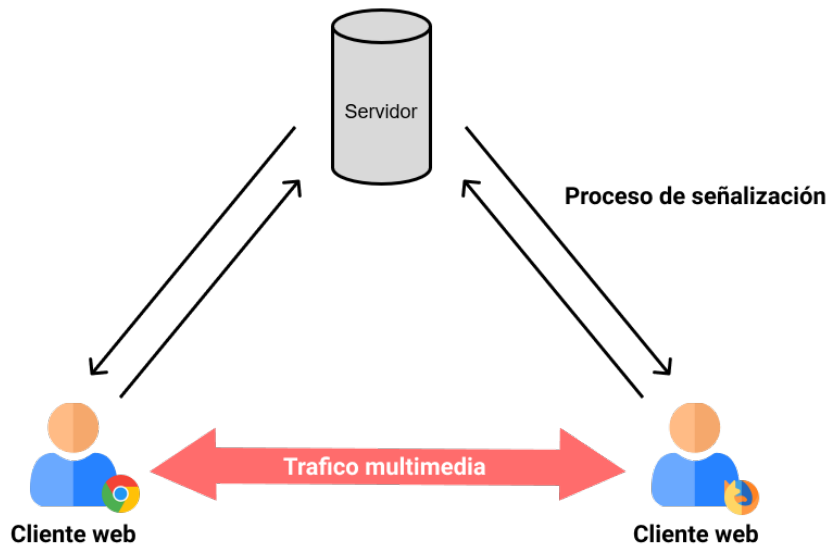 Servidor
Proceso de señalización
Trafico multimedia
Cliente web
Cliente web